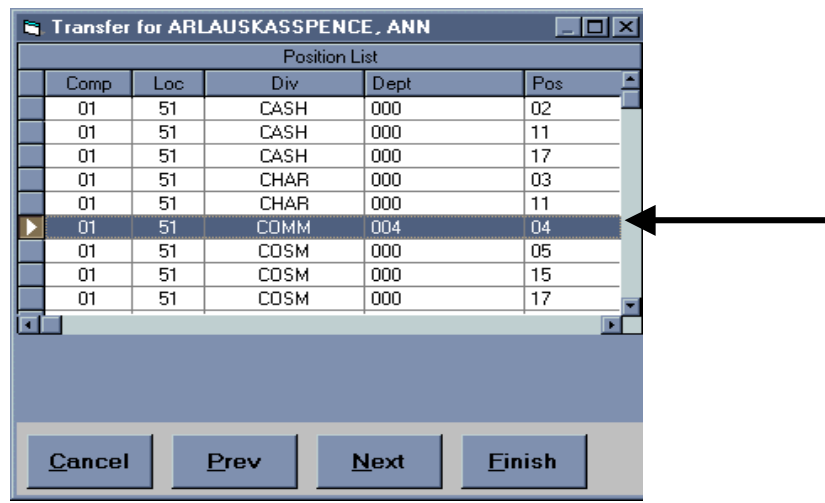 Transfer for ARLAUSKASSPENCE, ANN
Position List
Comp Loc Div Dept Pos
01 51 CASH 000 02
01 51 CASH 000 11
01 51 CASH 000 17
01 51 CHAR 000 03
01 51 CHAR 000 11
01 51 COMM 004 04
01 51 COSM 000 05
01 51 COSM 000 15
01 51 COSM 000 17
Cancel Prev Next Finish